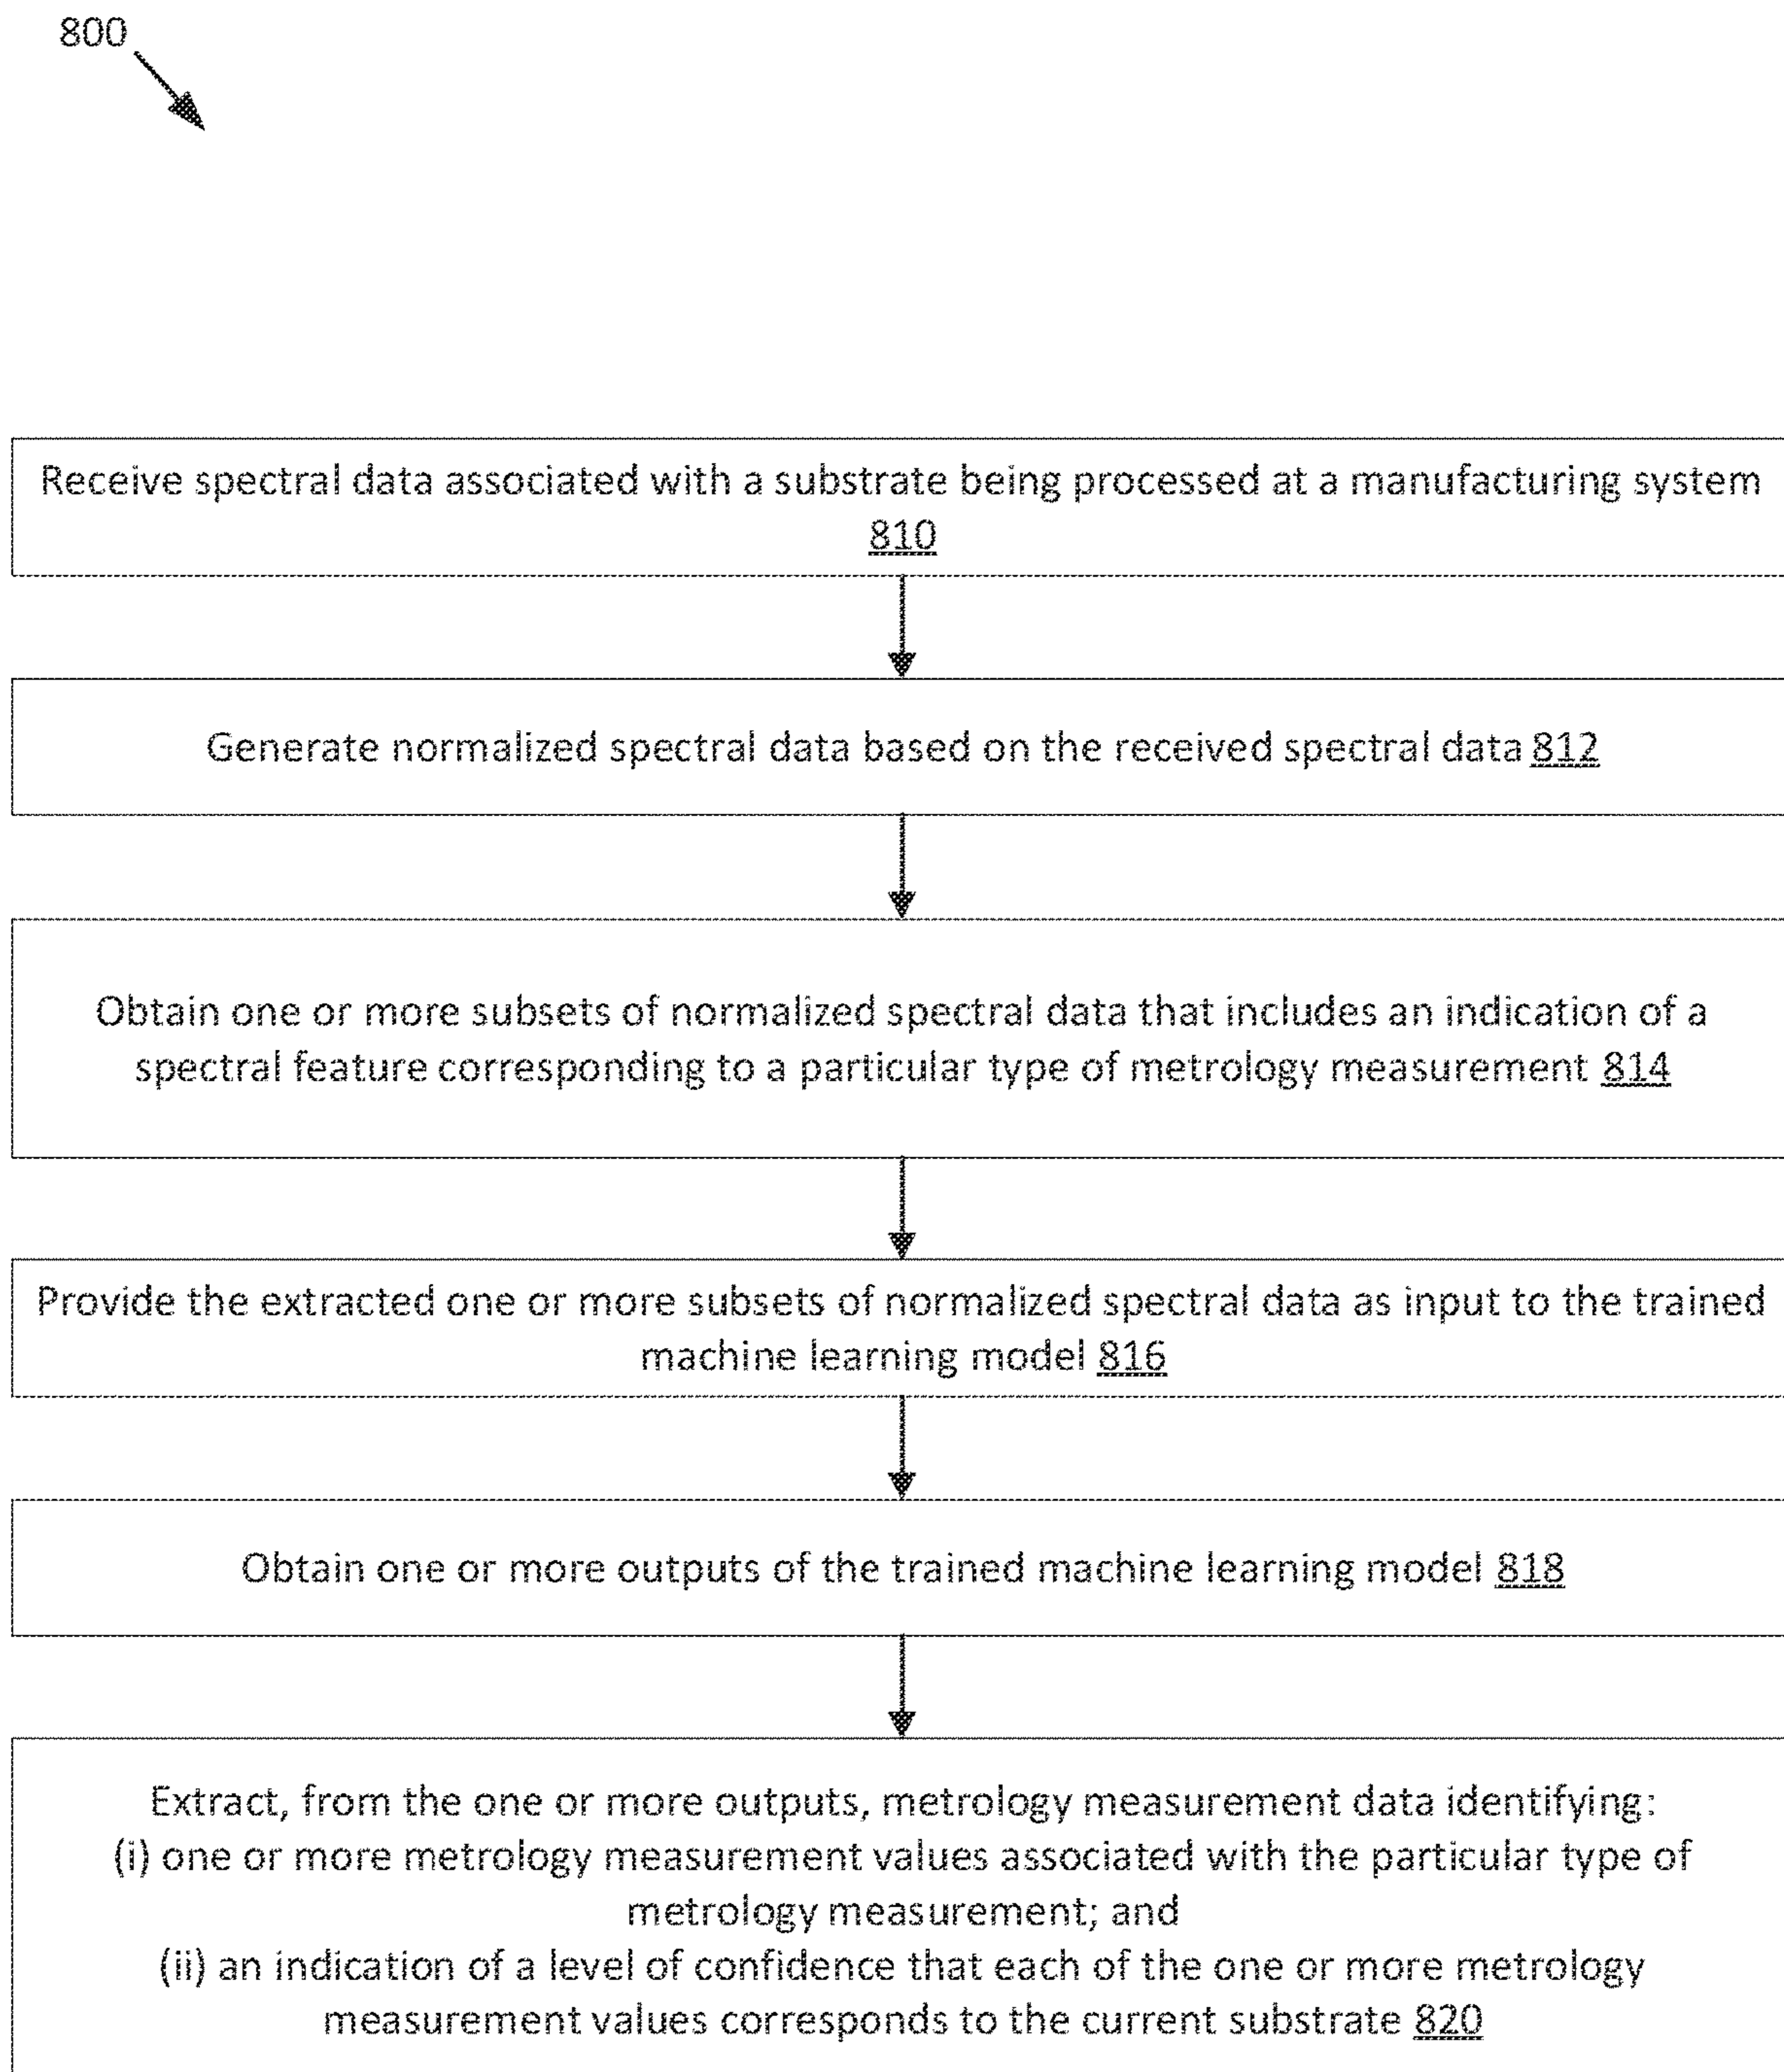 800
Receive spectral data associated with a substrate being processed at a manufacturing system
810
Generate normalized spectral data based on the received spectral data 812
Obtain one or more subsets of normalized spectral data that includes an indication of a
spectral feature corresponding to a particular type of metrology measurement 814
Provide the extracted one or more subsets of normalized spectral data as input to the trained
machine learning model 816
Obtain one or more outputs of the trained machine learning model 818
Extract, from the one or more outputs, metrology measurement data identifying:
(i) one or more metrology measurement values associated with the particular type of
metrology measurement; and
(ii) an indication of a level of confidence that each of the one or more metrology
measurement values corresponds to the current substrate 820